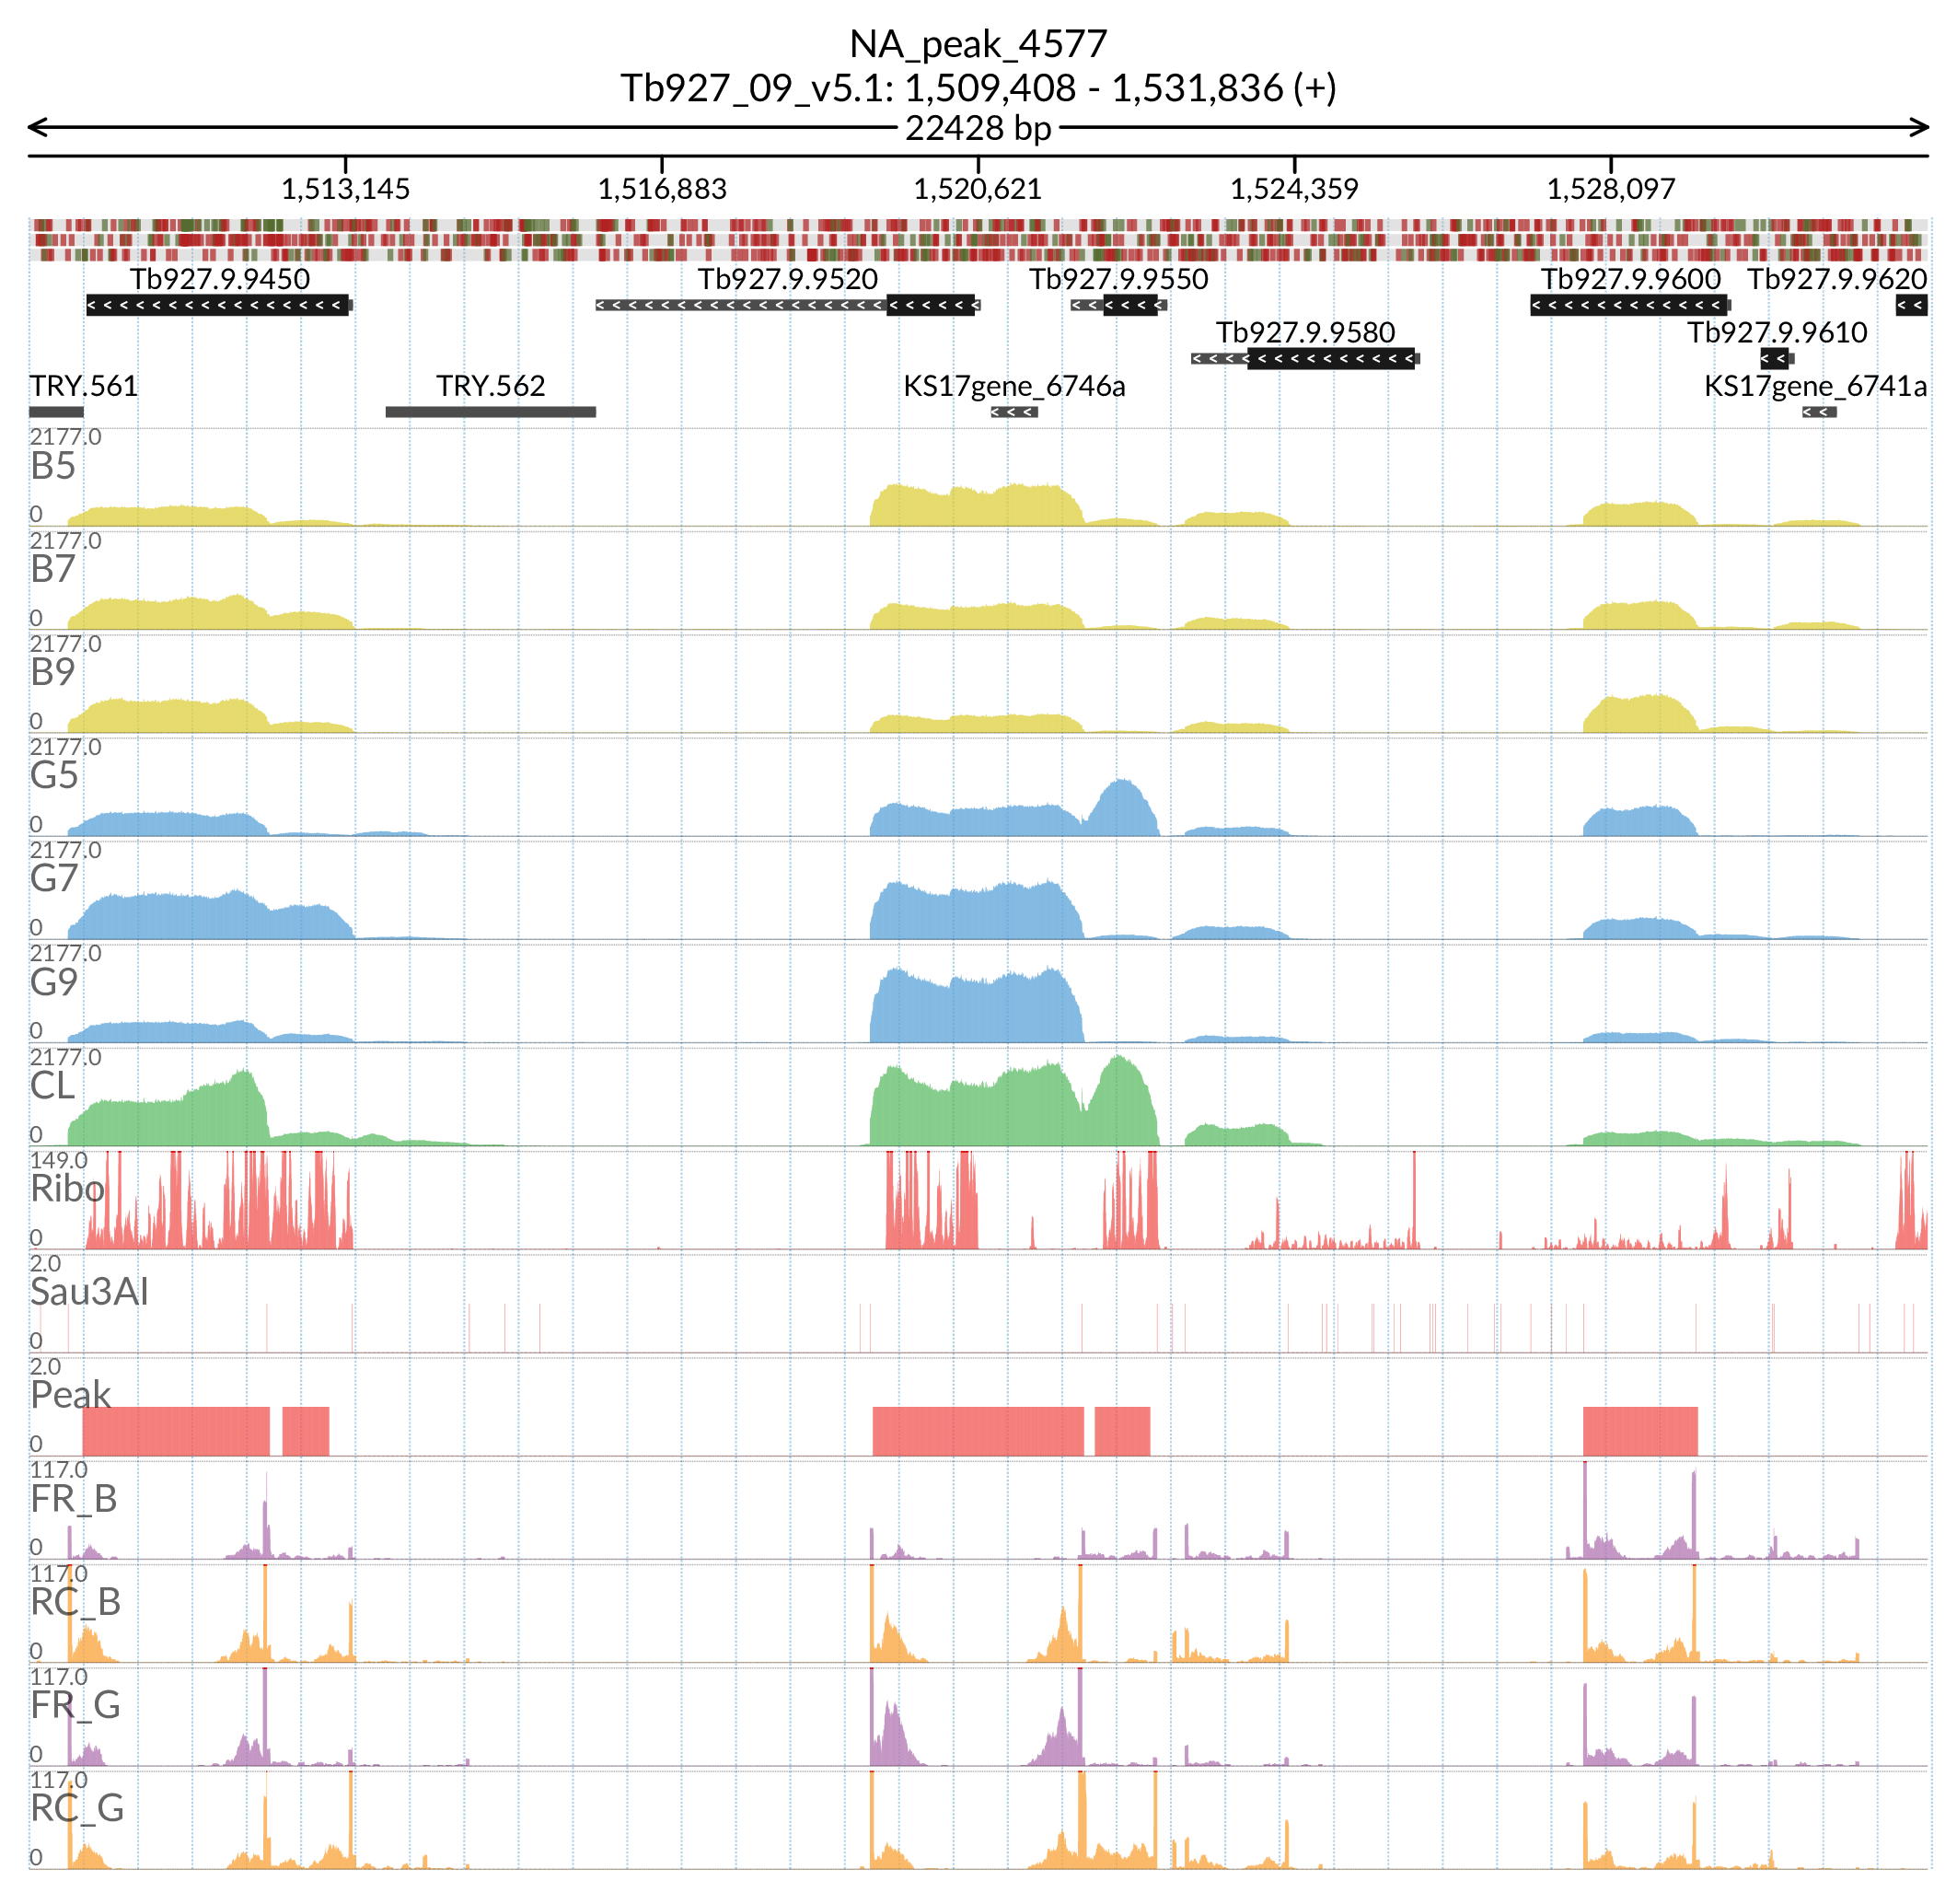 NA_peak_4577
Tb927_09_v5.1: 1,509,408 - 1,531,836 (+)
22428 bp
1,513,145 1,516,883 1,520,621 1,524,359 1,528,097
Tb927.9.9450 Tb927.9.9520 Tb927.9.9550 Tb927.9.9600 Tb927.9.9620
Tb927.9.9580 Tb927.9.9610
TRY.561 TRY.562 KS17gene_6746a KS17gene_6741a
2177.0
B5
0
2177.0
B7
0
2177.0
B9
0
2177.0
G5
0
2177.0
G7
0
2177.0
G9
0
2177.0
CL
0
149.0
Ribo
0
2.0
Sau3AI
0
2.0
Peak
0
117.0
FR_B
0
117.0
RC_B
0
117.0
FR_G
0
117.0
RC_G
0